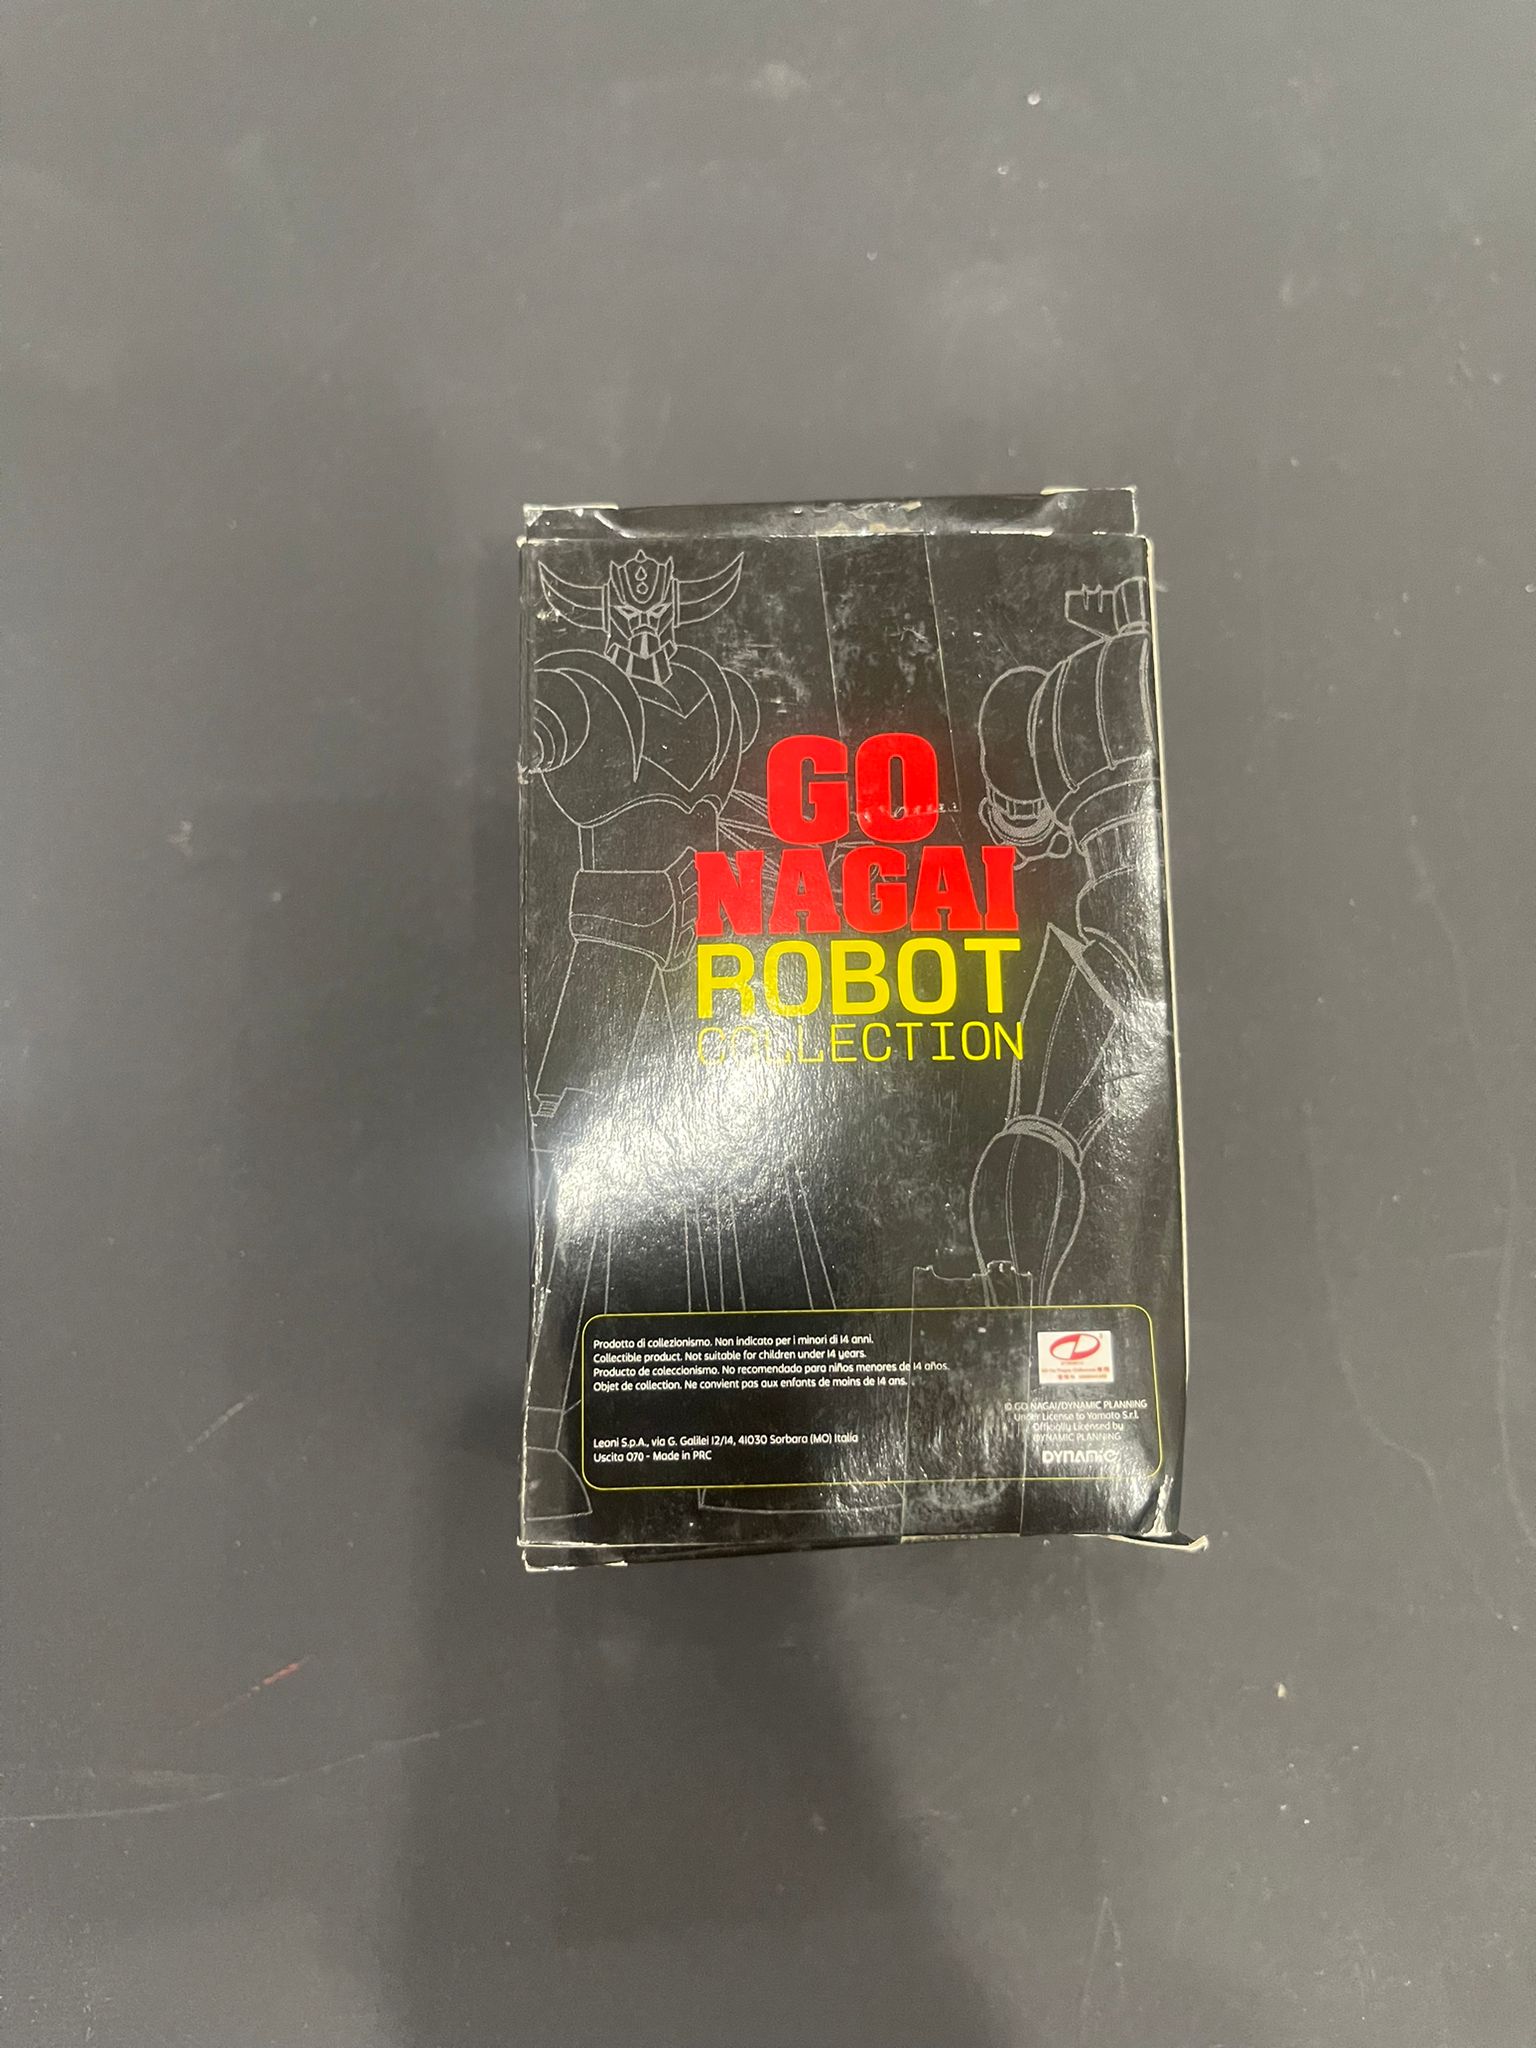 GO
NAGAI
ROBOT
COLLECTION
Prodotto di collezionismo. Non indicato per i minori di 14 anni.
Collectible product. Not suitable for children under 14 years.
Producto de coleccionismo. No recomendado para niños menores de 14 años.
Objet de collection. Ne convient pas aux enfants de moins de 14 ans.
Leoni S.p.A., via G. Galilei 12/14, 41030 Sorbara (MO) Italia
Uscita 070 - Made in PRC
© GO NAGAI/DYNAMIC PLANNING
Under License to Yamato S.r.l.
Officially Licensed by
DYNAMIC PLANNING
DYNAMIC